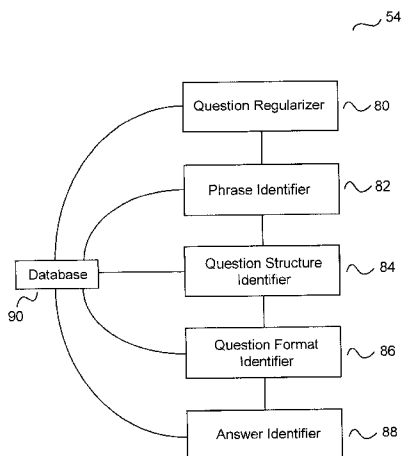 54
Question Regularizer
80
Phrase Identifier
82
Database
90
Question Structure
Identifier
84
Question Format
Identifier
86
Answer Identifier
88